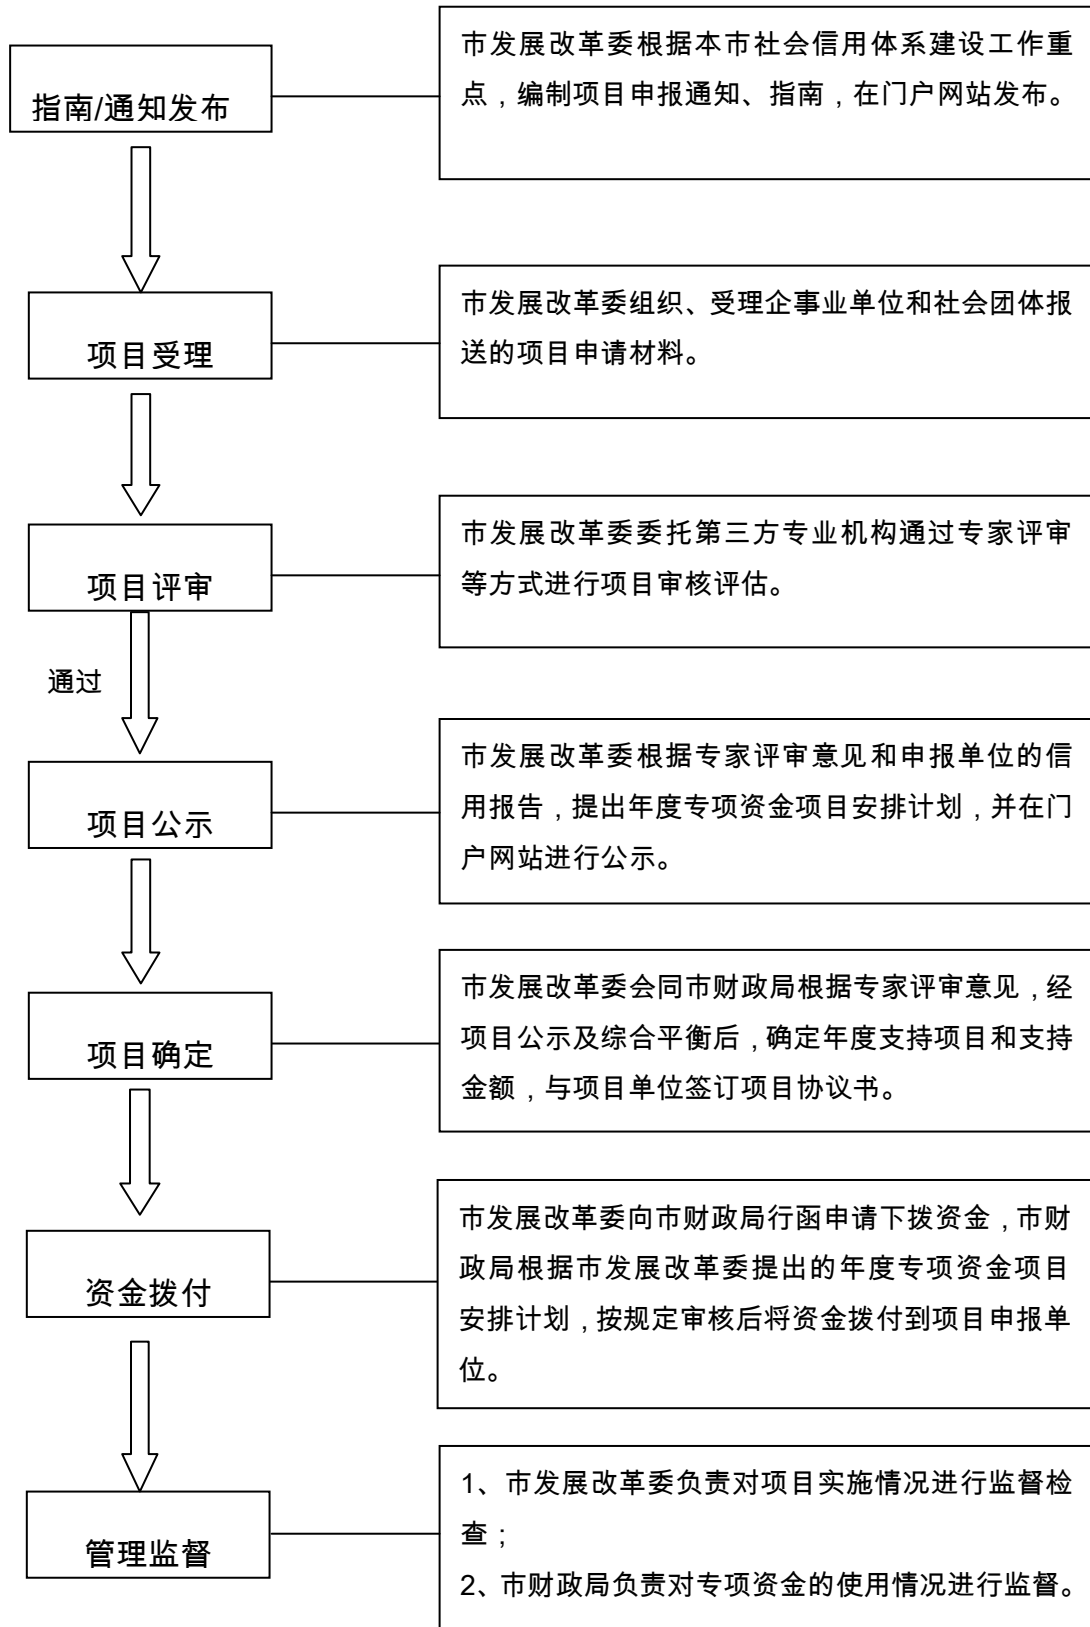 指南/通知发布
市发展改革委根据本市社会信用体系建设工作重
点，编制项目申报通知、指南，在门户网站发布。
项目受理
市发展改革委组织、受理企事业单位和社会团体报
送的项目申请材料。
项目评审
市发展改革委委托第三方专业机构通过专家评审
等方式进行项目审核评估。
通过
项目公示
市发展改革委根据专家评审意见和申报单位的信
用报告，提出年度专项资金项目安排计划，并在门
户网站进行公示。
项目确定
市发展改革委会同市财政局根据专家评审意见，经
项目公示及综合平衡后，确定年度支持项目和支持
金额，与项目单位签订项目协议书。
资金拨付
市发展改革委向市财政局行函申请下拨资金，市财
政局根据市发展改革委提出的年度专项资金项目
安排计划，按规定审核后将资金拨付到项目申报单
位。
管理监督
1、市发展改革委负责对项目实施情况进行监督检
查；
2、市财政局负责对专项资金的使用情况进行监督。